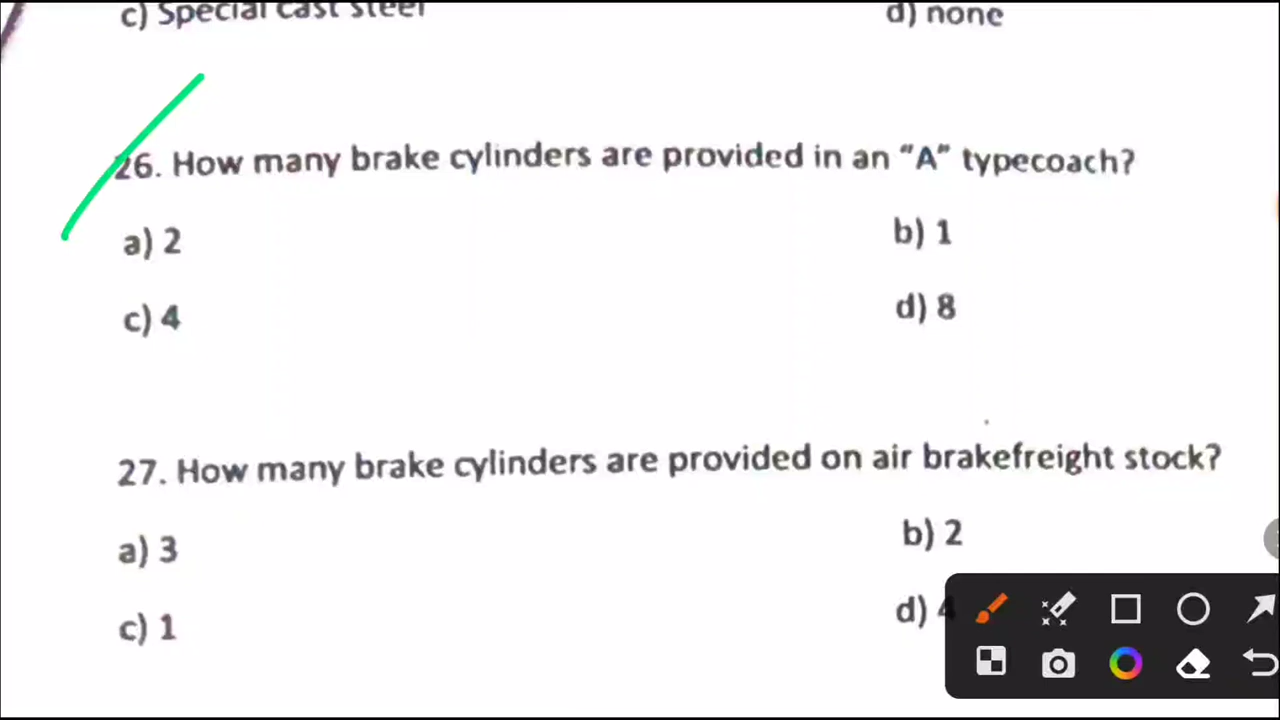 c) Special cast steel
d) none
26. How many brake cylinders are provided in an “A” typecoach?
a) 2
b) 1
c) 4
d) 8
27. How many brake cylinders are provided on air brakefreight stock?
a) 3
b) 2
c) 1
d) 4